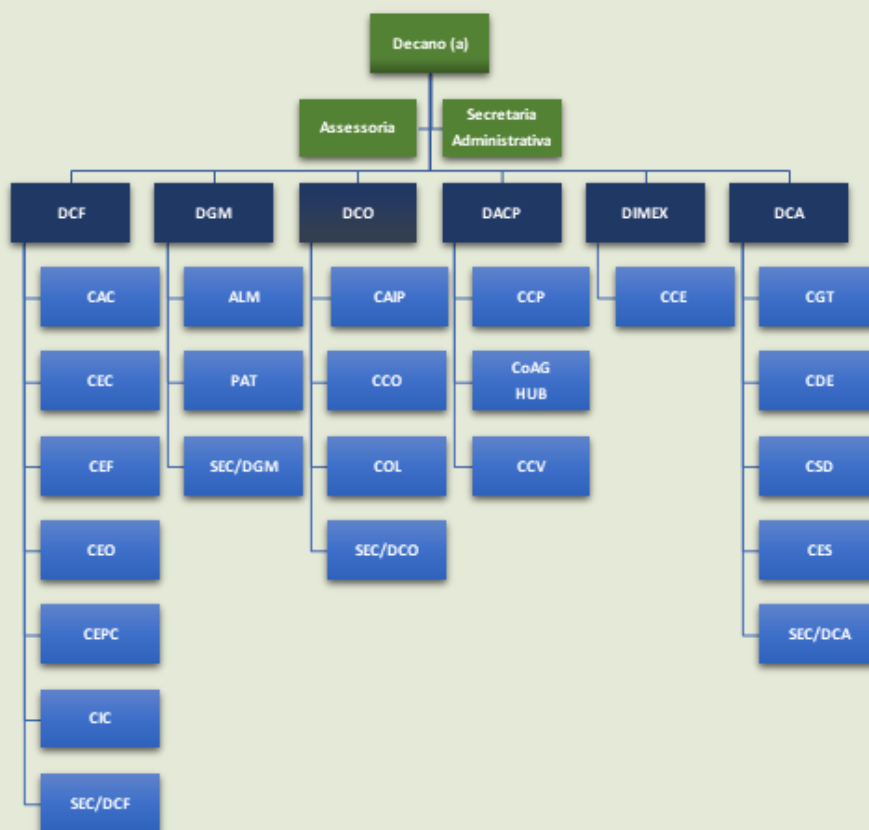 Decano (a)
Assessoria
Secretaria
Administrativa
DCF
DGM
DCO
DACP
DIMEX
DCA
CAC
ALM
CAIP
CCP
CCE
CGT
CEC
PAT
CCO
CoAG
HUB
CDE
CEF
SEC/DGM
COL
CCV
CSD
CEO
SEC/DCO
CES
CEPC
SEC/DCA
CIC
SEC/DCF